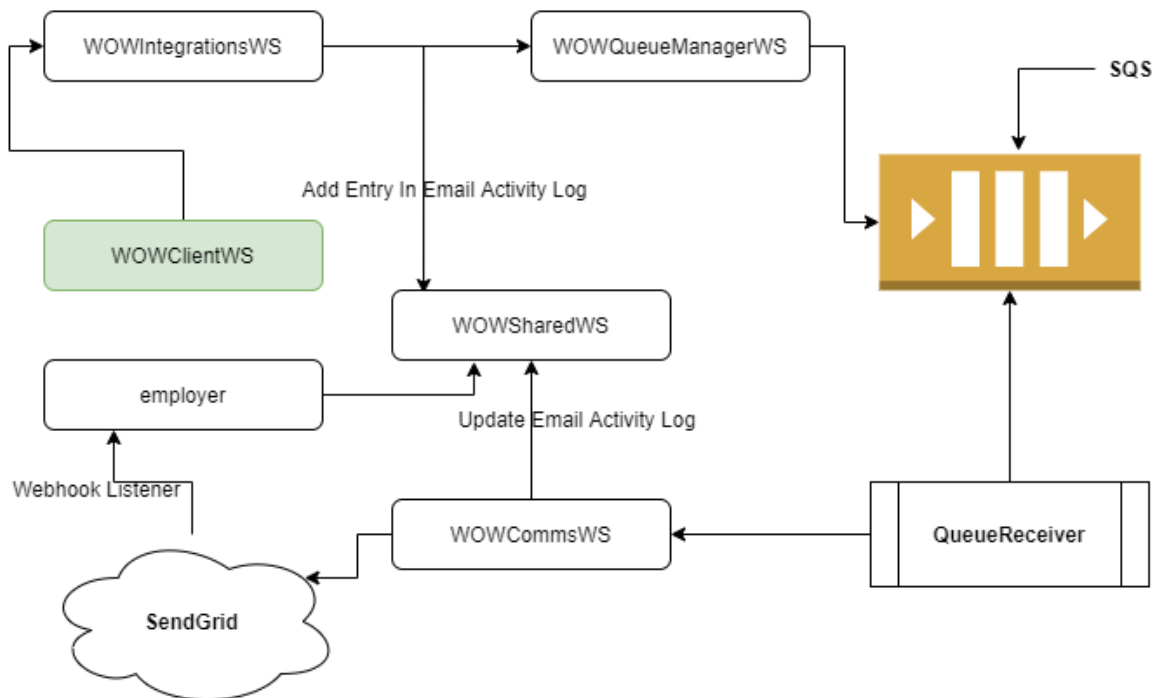 WOWIntegrationsWS
WOWQueueManagerWS
SQS
Add Entry In Email Activity Log
WOWClientWS
WOWSharedWS
employer
Update Email Activity Log
Webhook Listener
WOWCommsWS
QueueReceiver
SendGrid